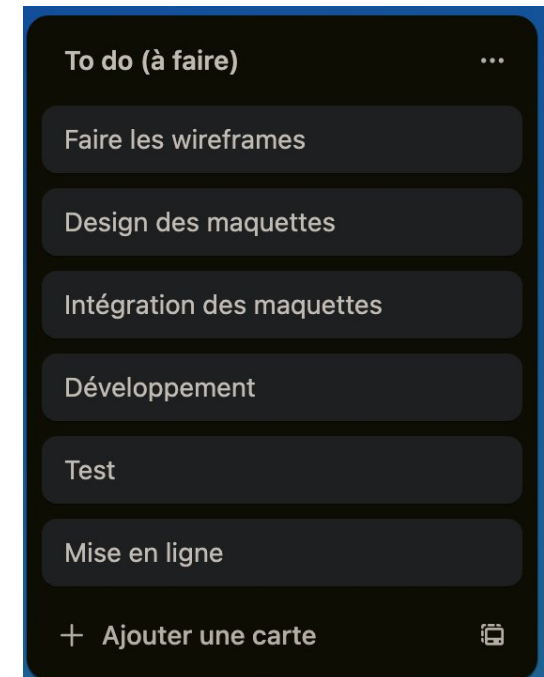 To do (à faire)
Faire les wireframes
Design des maquettes
Intégration des maquettes
Développement
Test
Mise en ligne
+ Ajouter une carte